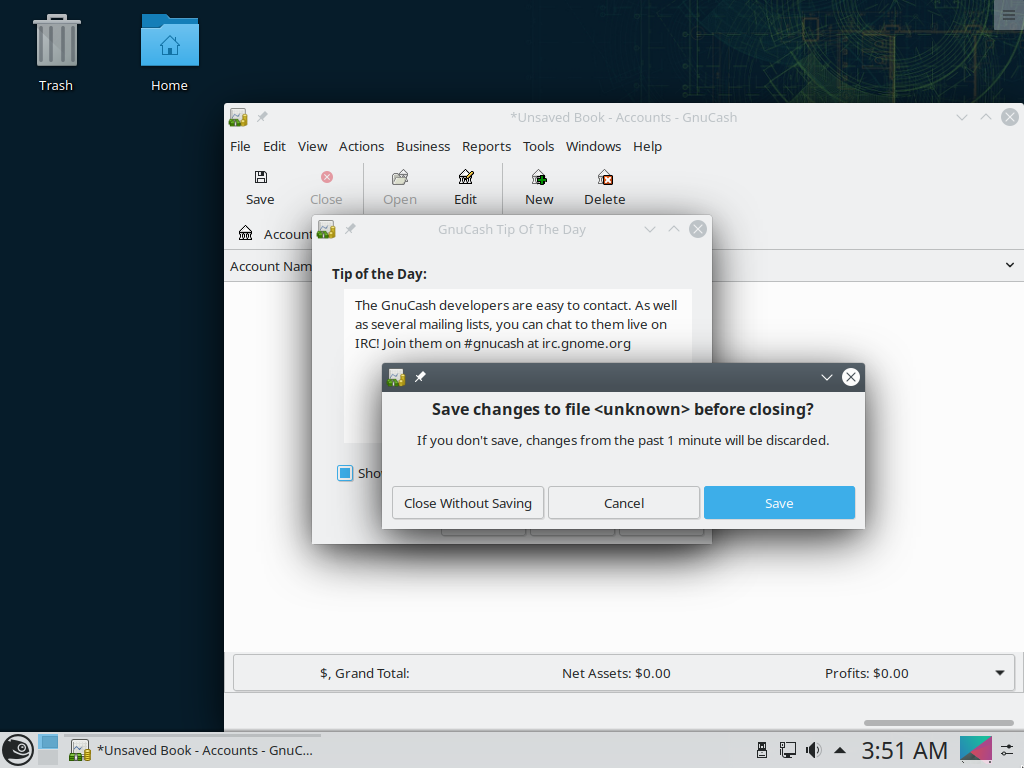 Trash
Home
*Unsaved Book - Accounts - GnuCash
File Edit View Actions Business Reports Tools Windows Help
Save Close Open Edit New Delete
Account
Account Nam
GnuCash Tip Of The Day
Tip of the Day:
The GnuCash developers are easy to contact. As well
as several mailing lists, you can chat to them live on
IRC! Join them on #gnucash at irc.gnome.org
Save changes to file <unknown> before closing?
If you don't save, changes from the past 1 minute will be discarded.
Sho
Close Without Saving Cancel Save
$, Grand Total: Net Assets: $0.00 Profits: $0.00
*Unsaved Book - Accounts - GnuC...
3:51 AM